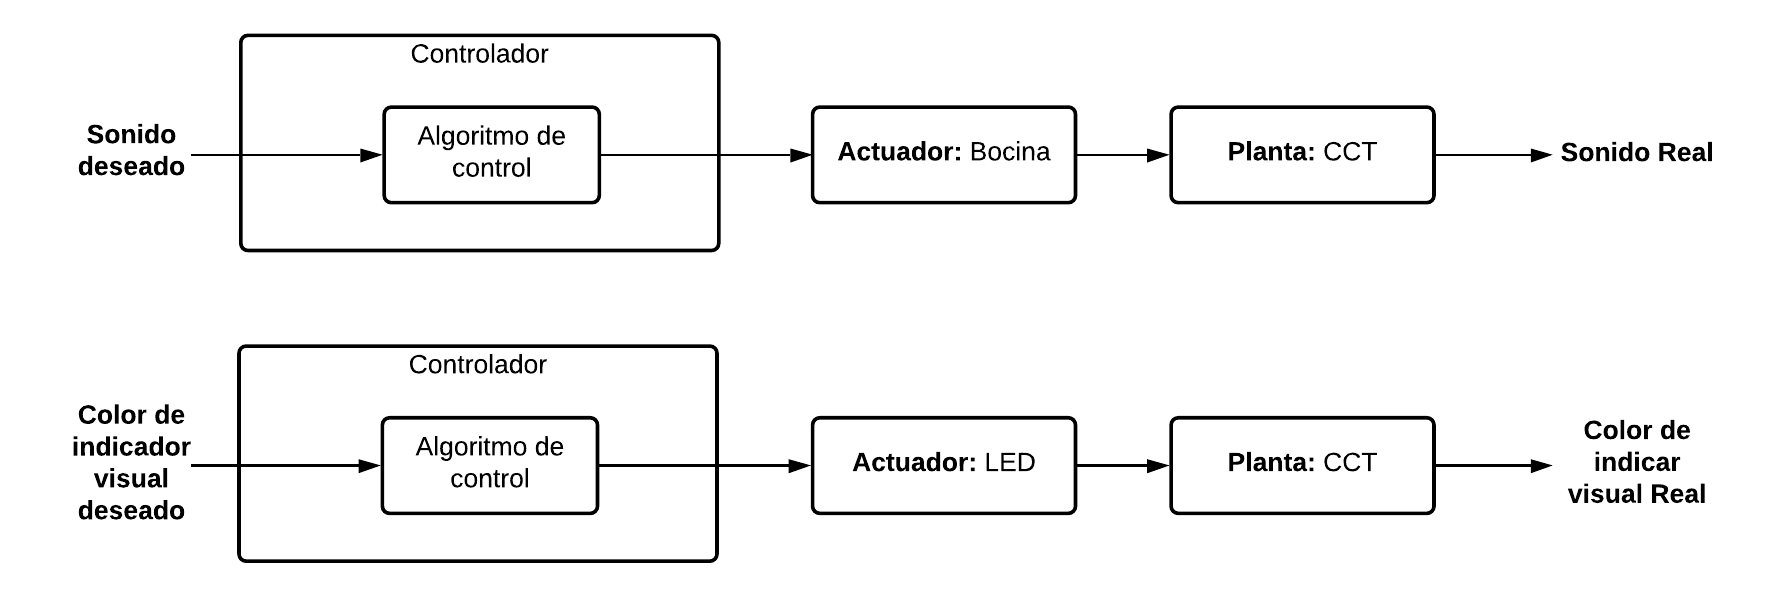 Controlador
Sonido
deseado
Algoritmo de
control
Actuador: Bocina
Planta: CCT
Sonido Real
Controlador
Color de
indicador
visual
deseado
Algoritmo de
control
Actuador: LED
Planta: CCT
Color de
indicar
visual Real